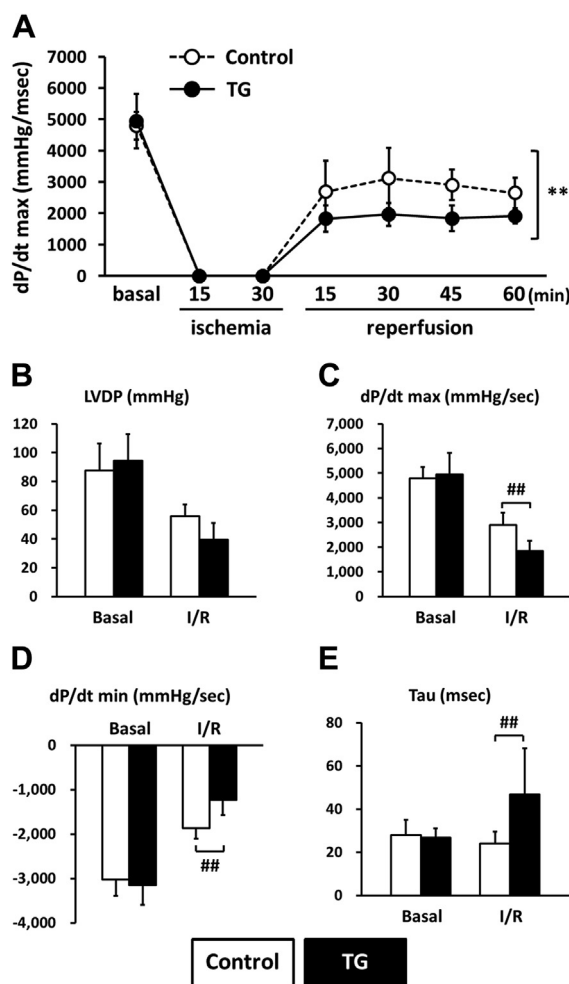 A
dP/dt max (mmHg/msec)
7000
6000
5000
4000
3000
2000
1000
0
Control
TG
**
basal 15 30 15 30 45 60 (min)
ischemia reperfusion
B
LVDP (mmHg)
120
100
80
60
40
20
0
Basal I/R
C
dP/dt max (mmHg/sec)
7,000
6,000
5,000
4,000
3,000
2,000
1,000
0
##
Basal I/R
D
dP/dt min (mmHg/sec)
Basal I/R
0
-1,000
-2,000
-3,000
-4,000
##
E
Tau (msec)
80
60
40
20
0
##
Basal I/R
Control TG